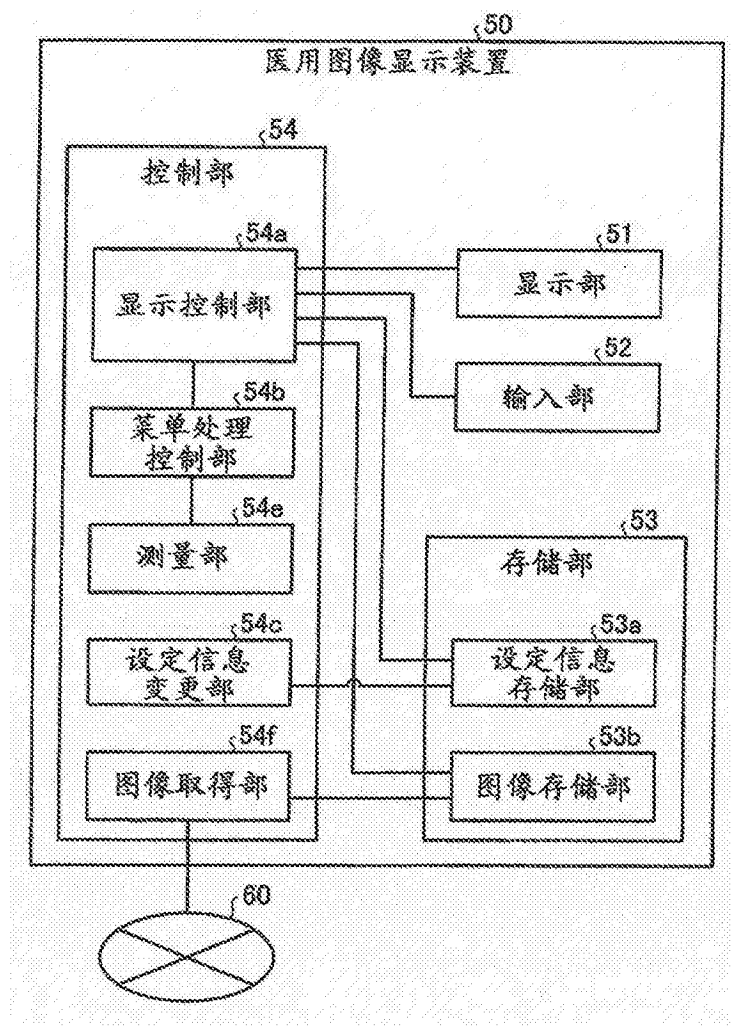 50
医用图像显示装置
54
控制部
54a
显示控制部
51
显示部
52
输入部
54b
菜单处理
控制部
54e
测量部
53
存储部
54c
设定信息
变更部
53a
设定信息
存储部
54f
图像取得部
53b
图像存储部
60